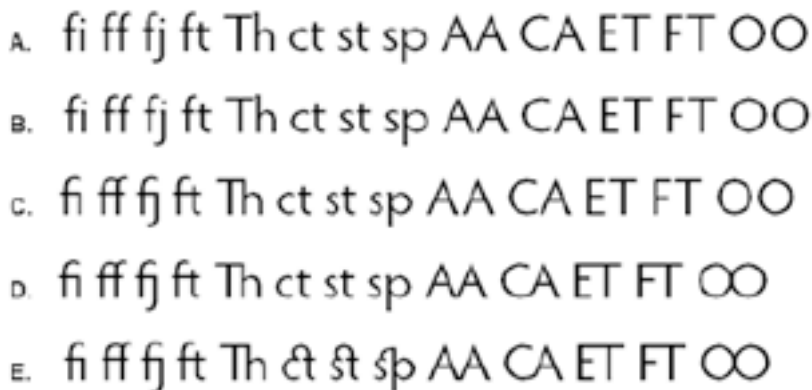 A. fi ff fj ft Th ct st sp AA CA ET FT OO
B. fi ff fj ft Th ct st sp AA CA ET FT OO
C. fi ff fj ft Th ct st sp AA CA ET FT OO
D. fi ff fj ft Th ct st sp AA CA ET FT OO
E. fi ff fj ft Th ct st sp AA CA ET FT OO